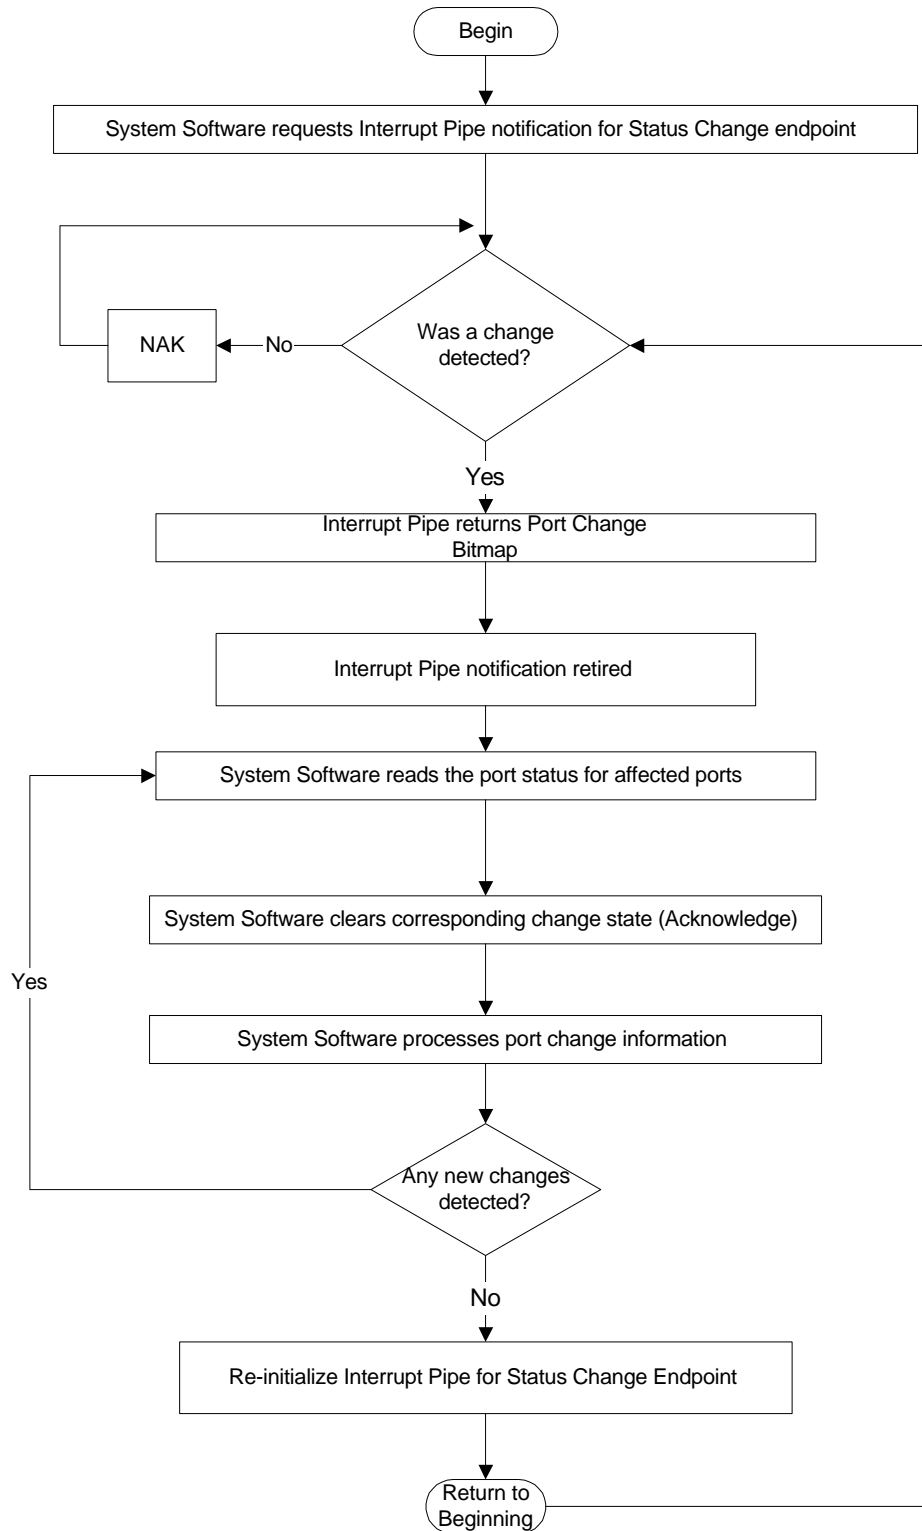 Begin
System Software requests Interrupt Pipe notification for Status Change endpoint
Was a change
detected?
No
NAK
Yes
Interrupt Pipe returns Port Change
Bitmap
Interrupt Pipe notification retired
System Software reads the port status for affected ports
System Software clears corresponding change state (Acknowledge)
Yes
System Software processes port change information
Any new changes
detected?
No
Re-initialize Interrupt Pipe for Status Change Endpoint
Return to
Beginning